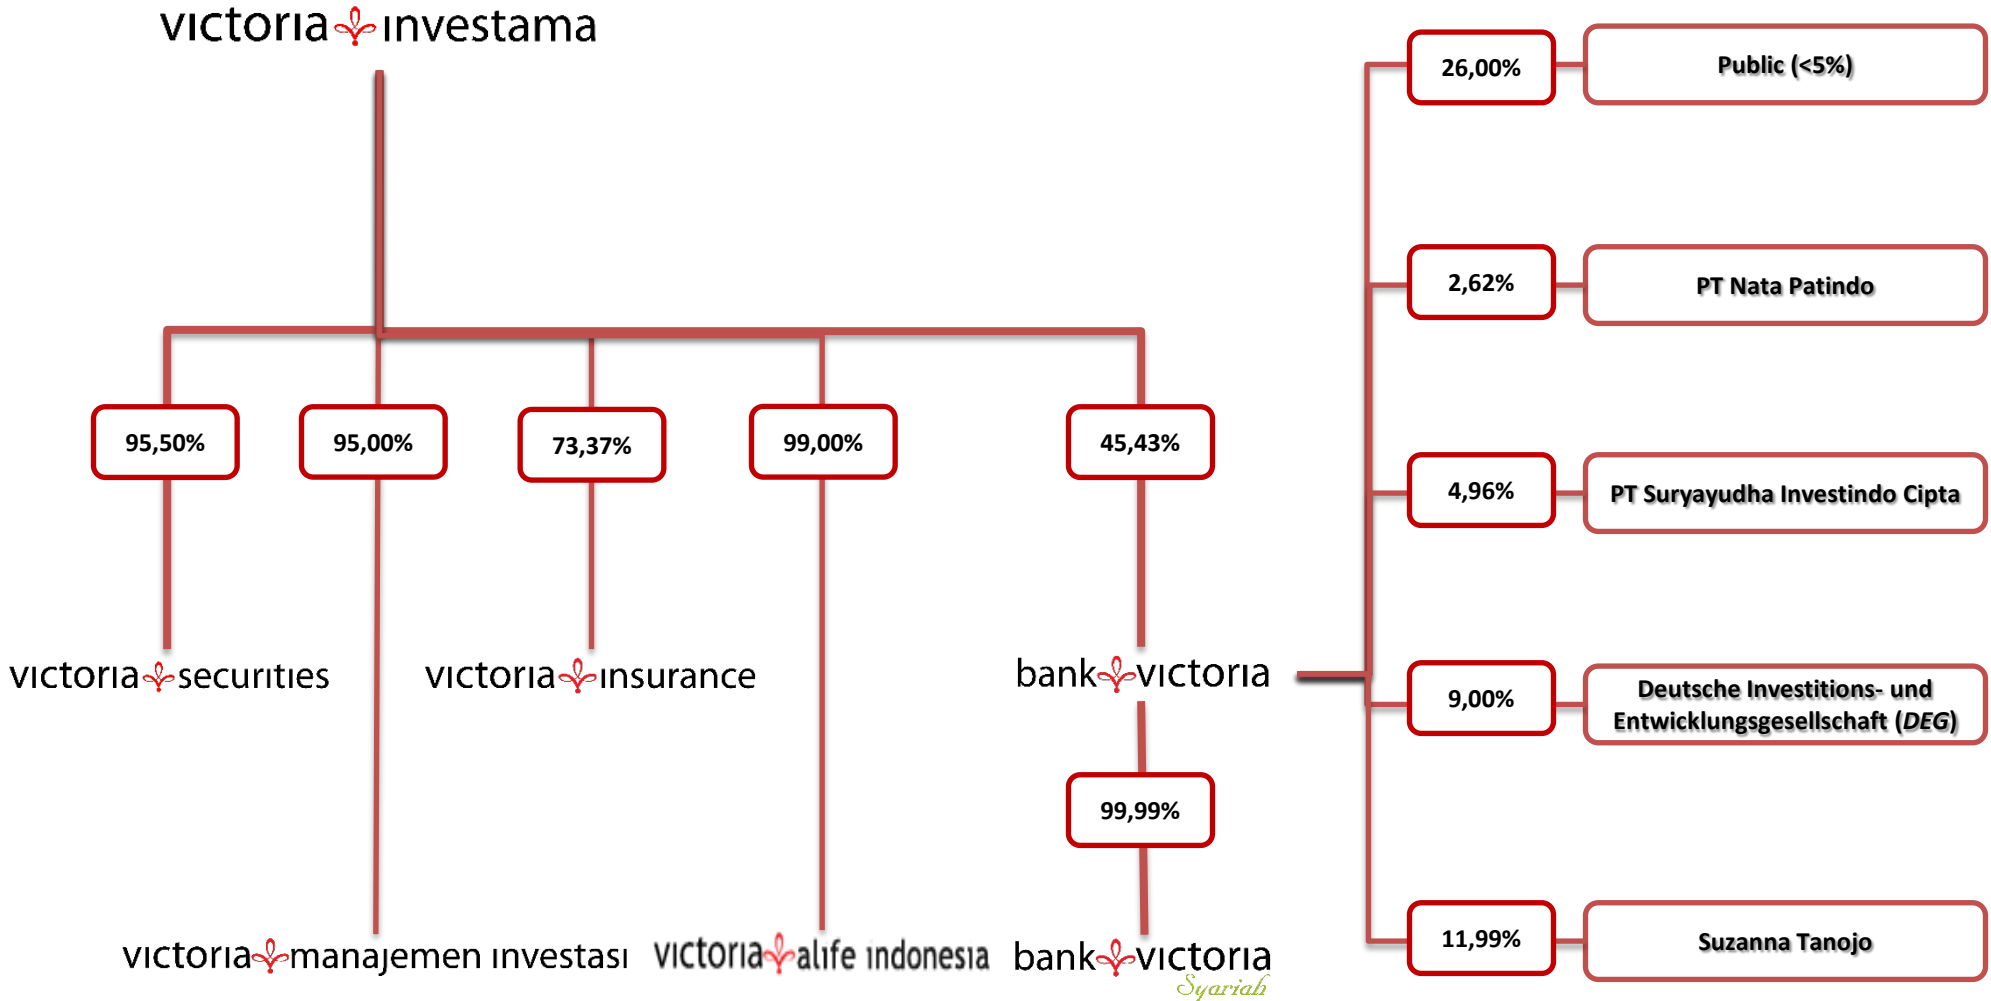 victoria investama
95,50%
95,00%
73,37%
99,00%
45,43%
victoria securities
victoria insurance
bank victoria
99,99%
victoria manajemen investasi
victoria alife indonesia
bank victoria
Syariah
26,00%
Public (<5%)
2,62%
PT Nata Patindo
4,96%
PT Suryayudha Investindo Cipta
9,00%
Deutsche Investitions- und
Entwicklungsgesellschaft (DEG)
11,99%
Suzanna Tanojo